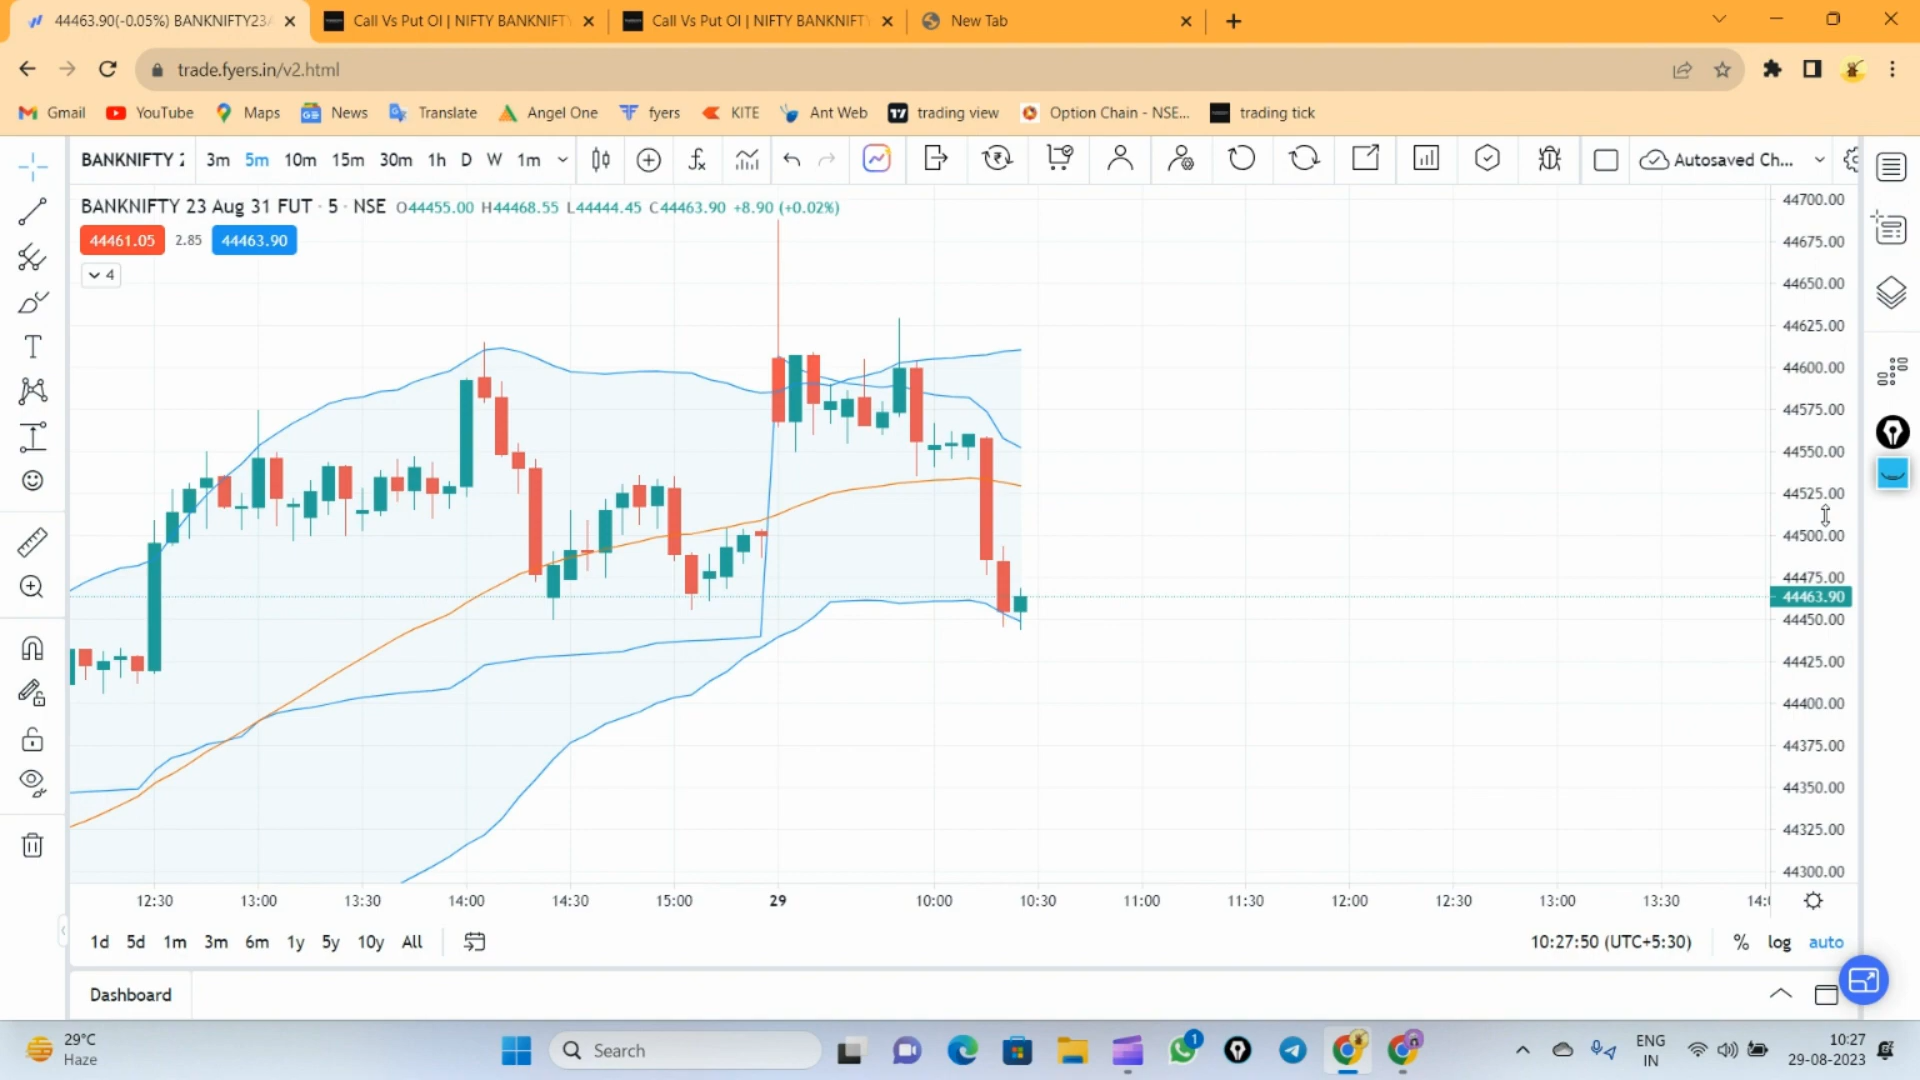 44463.90(-0.05%) BANKNIFTY23A
Call Vs Put OI | NIFTY BANKNIFTY
Call Vs Put OI | NIFTY BANKNIFTY
New Tab
trade.fyers.in/v2.html
Gmail
YouTube
Maps
News
Translate
Angel One
fyers
KITE
Ant Web
trading view
Option Chain - NSE...
trading tick
BANKNIFTY 2
3m 5m 10m 15m 30m 1h D W 1m
Autosaved Ch...
BANKNIFTY 23 Aug 31 FUT · 5 · NSE O44455.00 H44468.55 L44444.45 C44463.90 +8.90 (+0.02%)
44461.05 2.85 44463.90
4
44700.00
44675.00
44650.00
44625.00
44600.00
44575.00
44550.00
44525.00
44500.00
44475.00
44463.90
44450.00
44425.00
44400.00
44375.00
44350.00
44325.00
44300.00
12:30 13:00 13:30 14:00 14:30 15:00 29 10:00 10:30 11:00 11:30 12:00 12:30 13:00 13:30 14:0
1d 5d 1m 3m 6m 1y 5y 10y All
10:27:50 (UTC+5:30) % log auto
Dashboard
29°C
Haze
Search
1
ENG
IN
10:27
29-08-2023